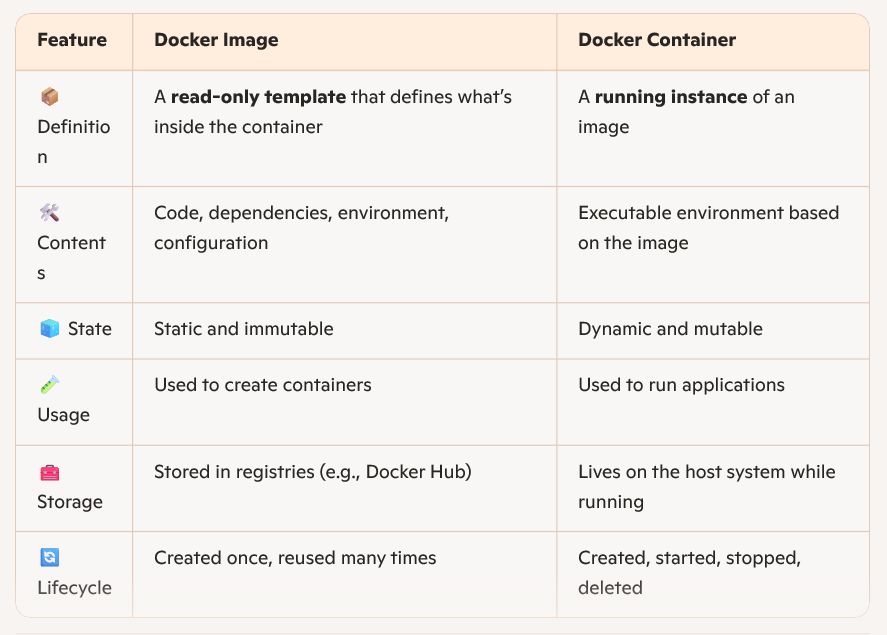 Feature Docker Image Docker Container
📦 A read-only template that defines what’s A running instance of an
Definitio inside the container image
n
🛠️ Code, dependencies, environment, Executable environment based
Content configuration on the image
s
🧊 State Static and immutable Dynamic and mutable
🧪 Used to create containers Used to run applications
Usage
🧰 Stored in registries (e.g., Docker Hub) Lives on the host system while
Storage running
🔄 Created once, reused many times Created, started, stopped,
Lifecycle deleted